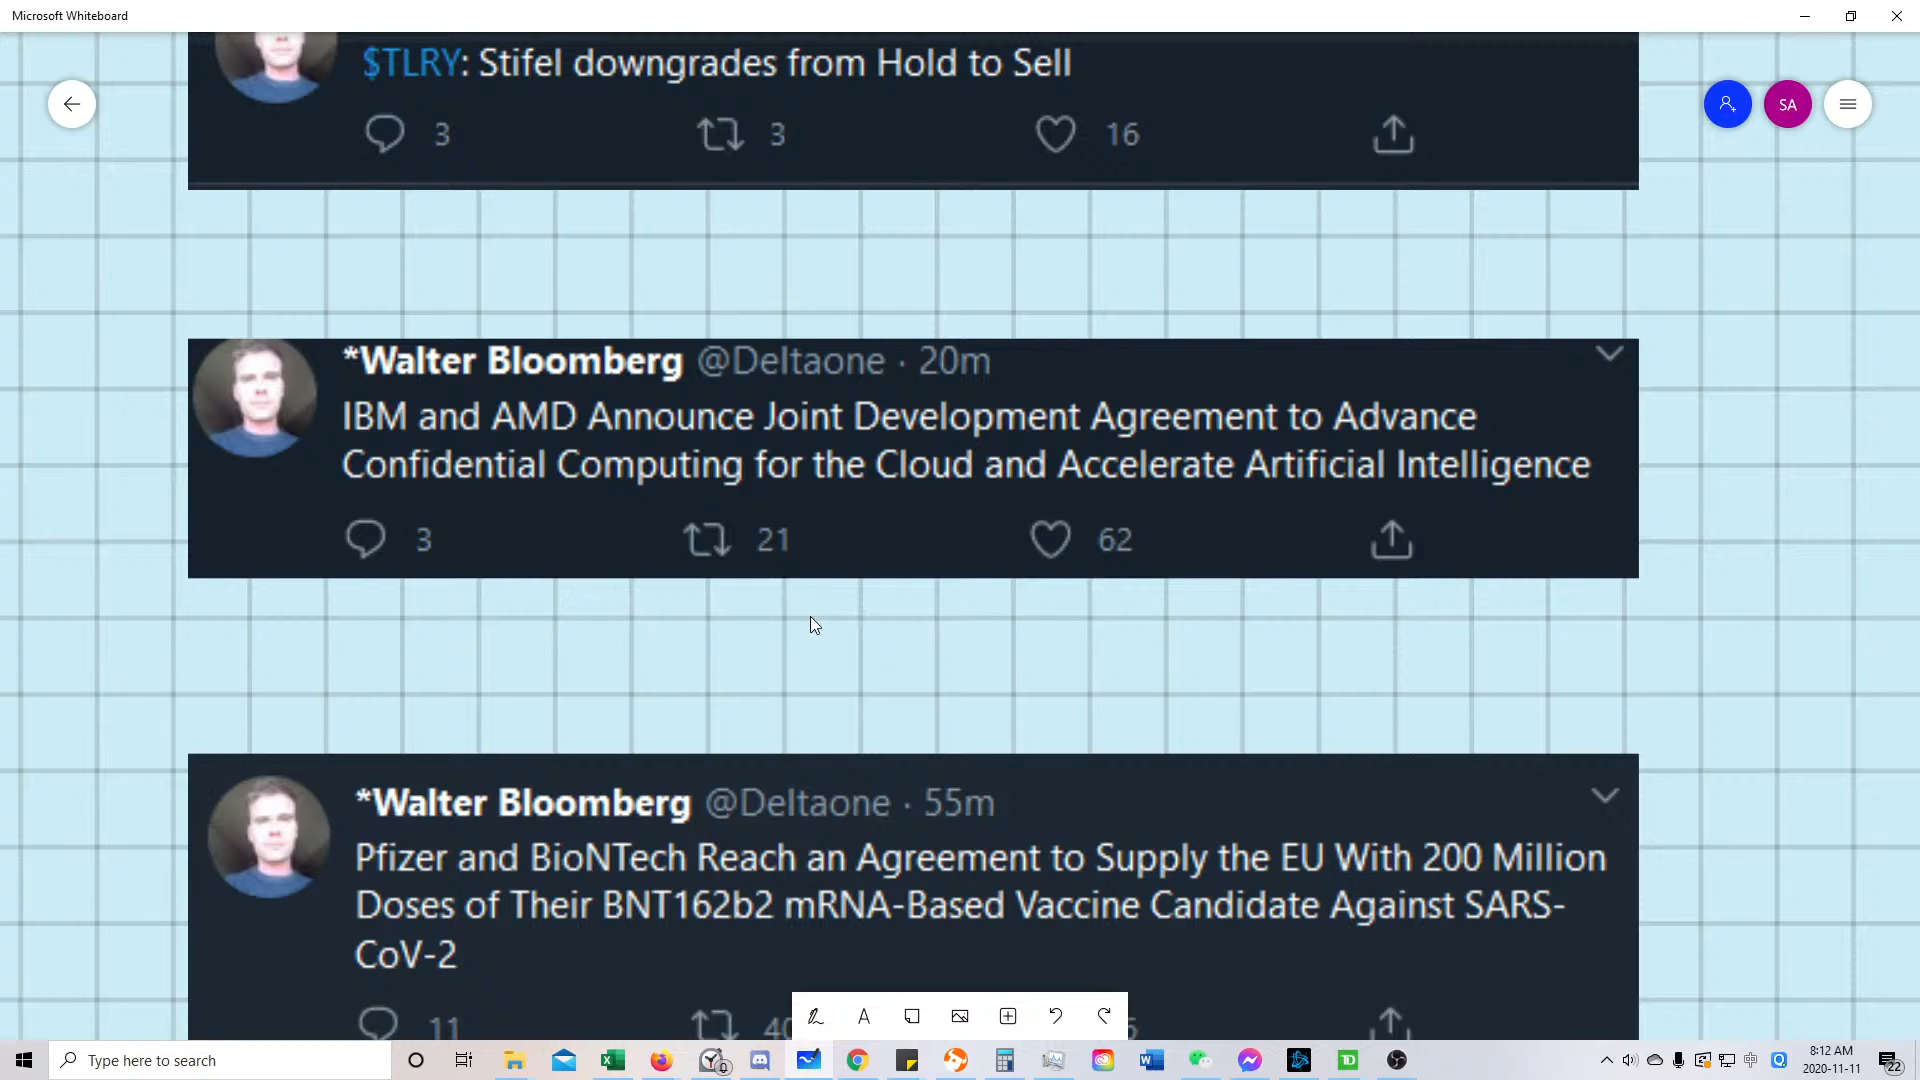 Microsoft Whiteboard
$TLRY: Stifel downgrades from Hold to Sell
3 3 16
SA
*Walter Bloomberg @Deltaone · 20m
IBM and AMD Announce Joint Development Agreement to Advance
Confidential Computing for the Cloud and Accelerate Artificial Intelligence
3 21 62
*Walter Bloomberg @Deltaone · 55m
Pfizer and BioNTech Reach an Agreement to Supply the EU With 200 Million
Doses of Their BNT162b2 mRNA-Based Vaccine Candidate Against SARS-
CoV-2
11
Type here to search
8:12 AM
2020-11-11
22